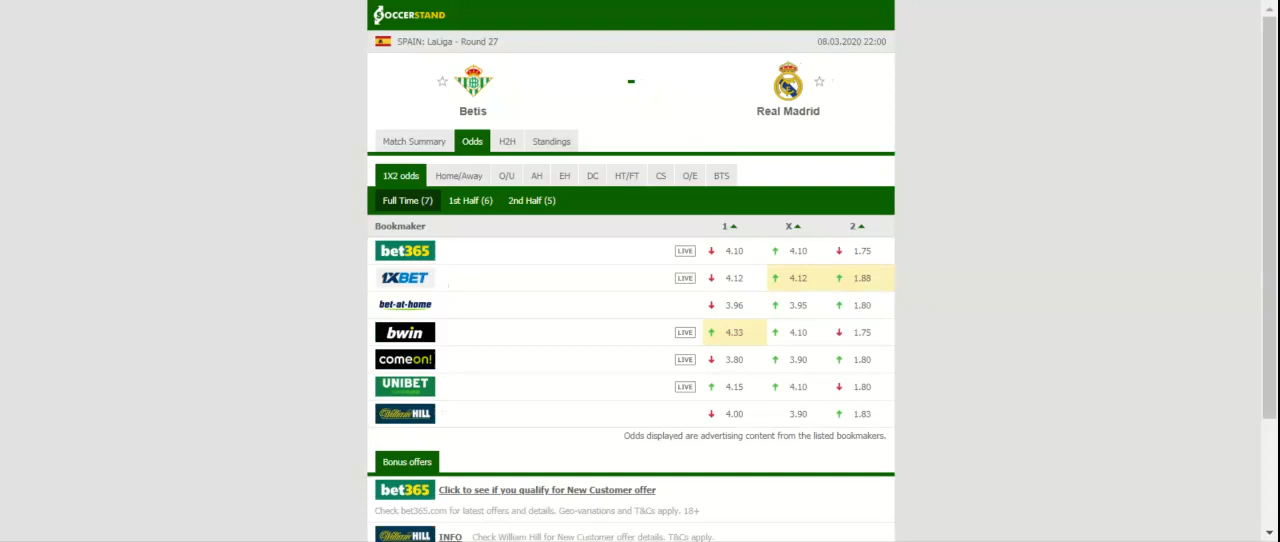 SOCCERSTAND
SPAIN: LaLiga - Round 27 08.03.2020 22:00
-
Betis Real Madrid
Match Summary Odds H2H Standings
1X2 odds Home/Away O/U AH EH DC HT/FT CS O/E BTS
Full Time (7) 1st Half (6) 2nd Half (5)
Bookmaker 1 X 2
bet365 LIVE 4.10 4.10 1.75
1XBET LIVE 4.12 4.12 1.88
bet-at-home 3.96 3.95 1.80
bwin LIVE 4.33 4.10 1.75
comeon! LIVE 3.80 3.90 1.80
UNIBET LIVE 4.15 4.10 1.80
William HILL 4.00 3.90 1.83
Odds displayed are advertising content from the listed bookmakers.
Bonus offers
bet365 Click to see if you qualify for New Customer offer
Check bet365.com for latest offers and details. Geo-variations and T&Cs apply. 18+
William HILL INFO Check William Hill for New Customer offer details. T&Cs apply.